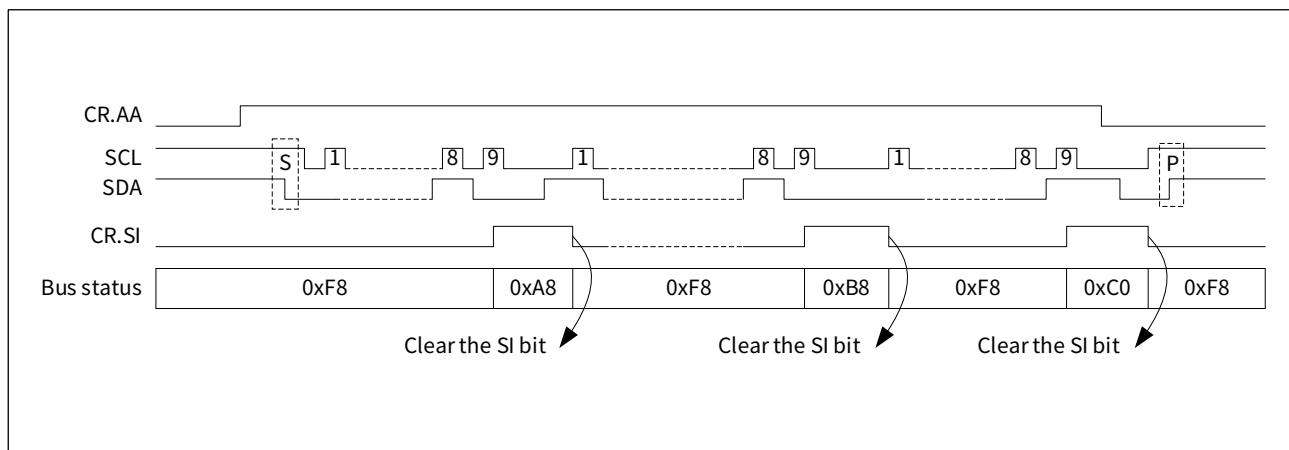 CR.AA
SCL S 1 8 9 1 8 9 1 8 9 P
SDA
CR.SI
Bus status 0xF8 0xA8 0xF8 0xB8 0xF8 0xC0 0xF8
Clear the SI bit Clear the SI bit Clear the SI bit